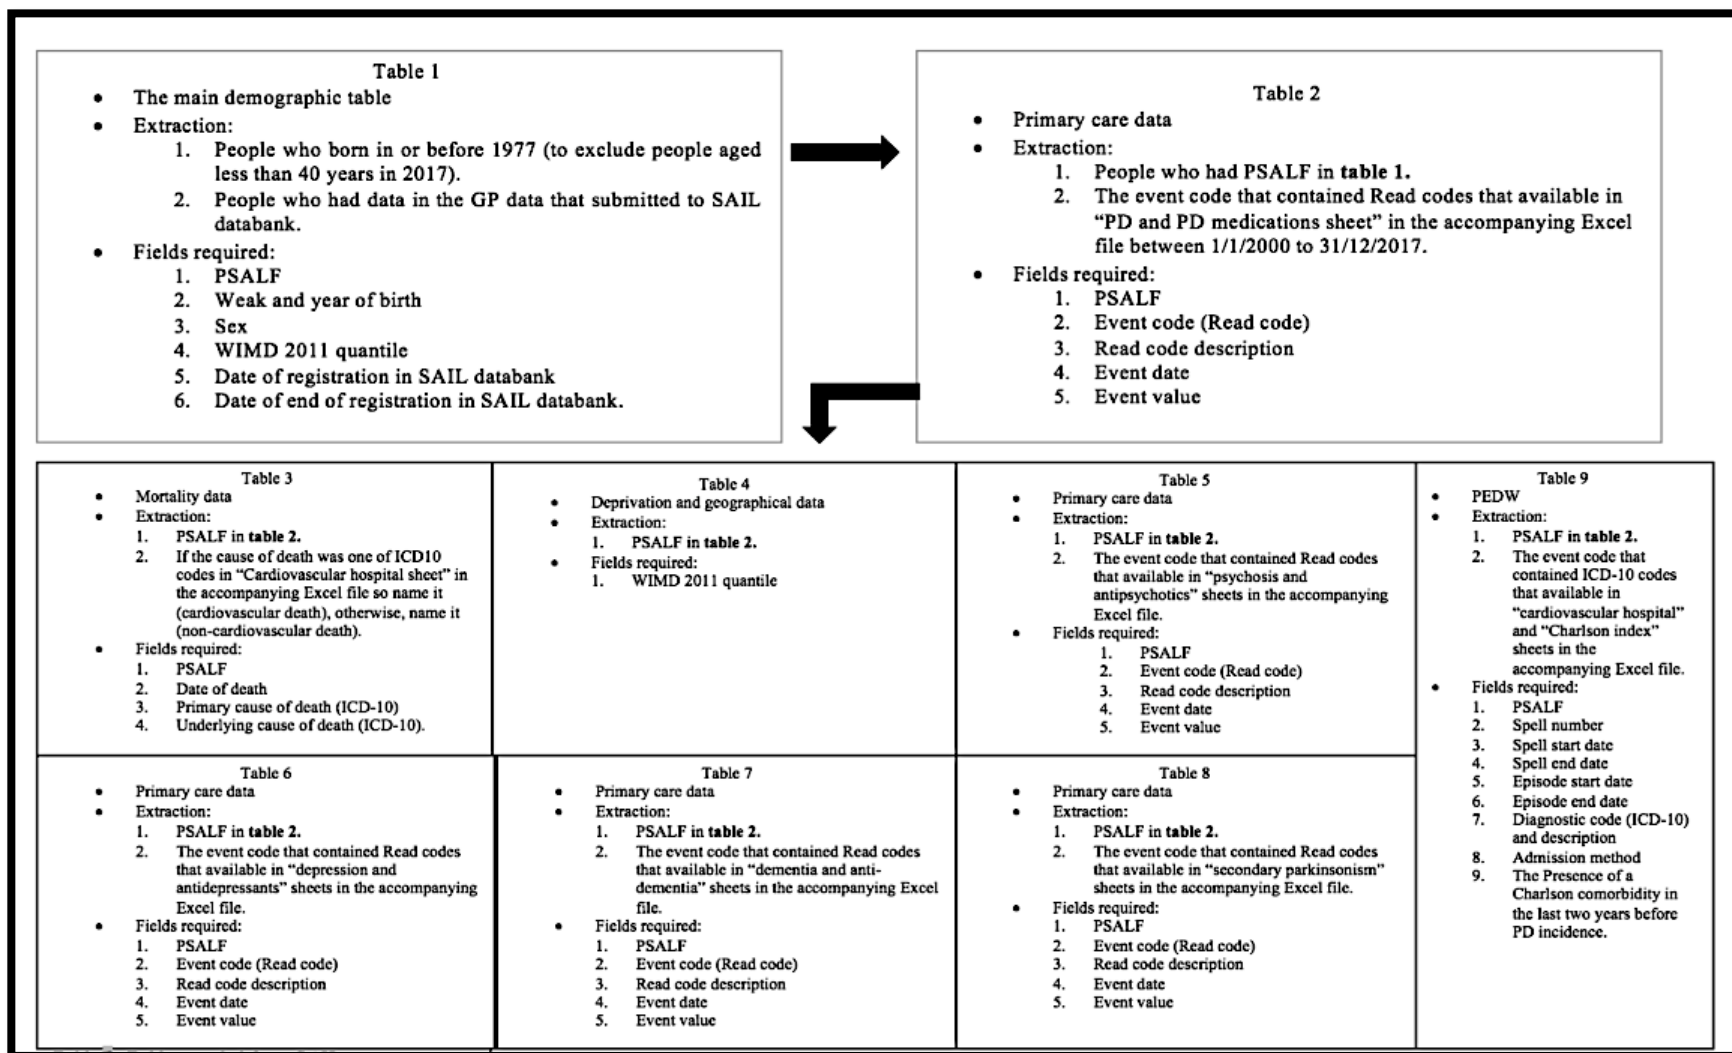 Table 1
• The main demographic table
• Extraction:
1. People who born in or before 1977 (to exclude people aged
less than 40 years in 2017).
2. People who had data in the GP data that submitted to SAIL
databank.
• Fields required:
1. PSALF
2. Weak and year of birth
3. Sex
4. WIMD 2011 quantile
5. Date of registration in SAIL databank
6. Date of end of registration in SAIL databank.
Table 2
• Primary care data
• Extraction:
1. People who had PSALF in table 1.
2. The event code that contained Read codes that available in
“PD and PD medications sheet” in the accompanying Excel
file between 1/1/2000 to 31/12/2017.
• Fields required:
1. PSALF
2. Event code (Read code)
3. Read code description
4. Event date
5. Event value
Table 3
• Mortality data
• Extraction:
1. PSALF in table 2.
2. If the cause of death was one of ICD10
codes in “Cardiovascular hospital sheet” in
the accompanying Excel file so name it
(cardiovascular death), otherwise, name it
(non-cardiovascular death).
• Fields required:
1. PSALF
2. Date of death
3. Primary cause of death (ICD-10)
4. Underlying cause of death (ICD-10).
Table 4
• Deprivation and geographical data
• Extraction:
1. PSALF in table 2.
• Fields required:
1. WIMD 2011 quantile
Table 5
• Primary care data
• Extraction:
1. PSALF in table 2.
2. The event code that contained Read codes
that available in “psychosis and
antipsychotics” sheets in the accompanying
Excel file.
• Fields required:
1. PSALF
2. Event code (Read code)
3. Read code description
4. Event date
5. Event value
Table 9
• PEDW
• Extraction:
1. PSALF in table 2.
2. The event code that
contained ICD-10 codes
that available in
“cardiovascular hospital”
and “Charlson index”
sheets in the
accompanying Excel file.
• Fields required:
1. PSALF
2. Spell number
3. Spell start date
4. Spell end date
5. Episode start date
6. Episode end date
7. Diagnostic code (ICD-10)
and description
8. Admission method
9. The Presence of a
Charlson comorbidity in
the last two years before
PD incidence.
Table 6
• Primary care data
• Extraction:
1. PSALF in table 2.
2. The event code that contained Read codes
that available in “depression and
antidepressants” sheets in the accompanying
Excel file.
• Fields required:
1. PSALF
2. Event code (Read code)
3. Read code description
4. Event date
5. Event value
Table 7
• Primary care data
• Extraction:
1. PSALF in table 2.
2. The event code that contained Read codes
that available in “dementia and anti-
dementia” sheets in the accompanying Excel
file.
• Fields required:
1. PSALF
2. Event code (Read code)
3. Read code description
4. Event date
5. Event value
Table 8
• Primary care data
• Extraction:
1. PSALF in table 2.
2. The event code that contained Read codes
that available in “secondary parkinsonism”
sheets in the accompanying Excel file.
• Fields required:
1. PSALF
2. Event code (Read code)
3. Read code description
4. Event date
5. Event value